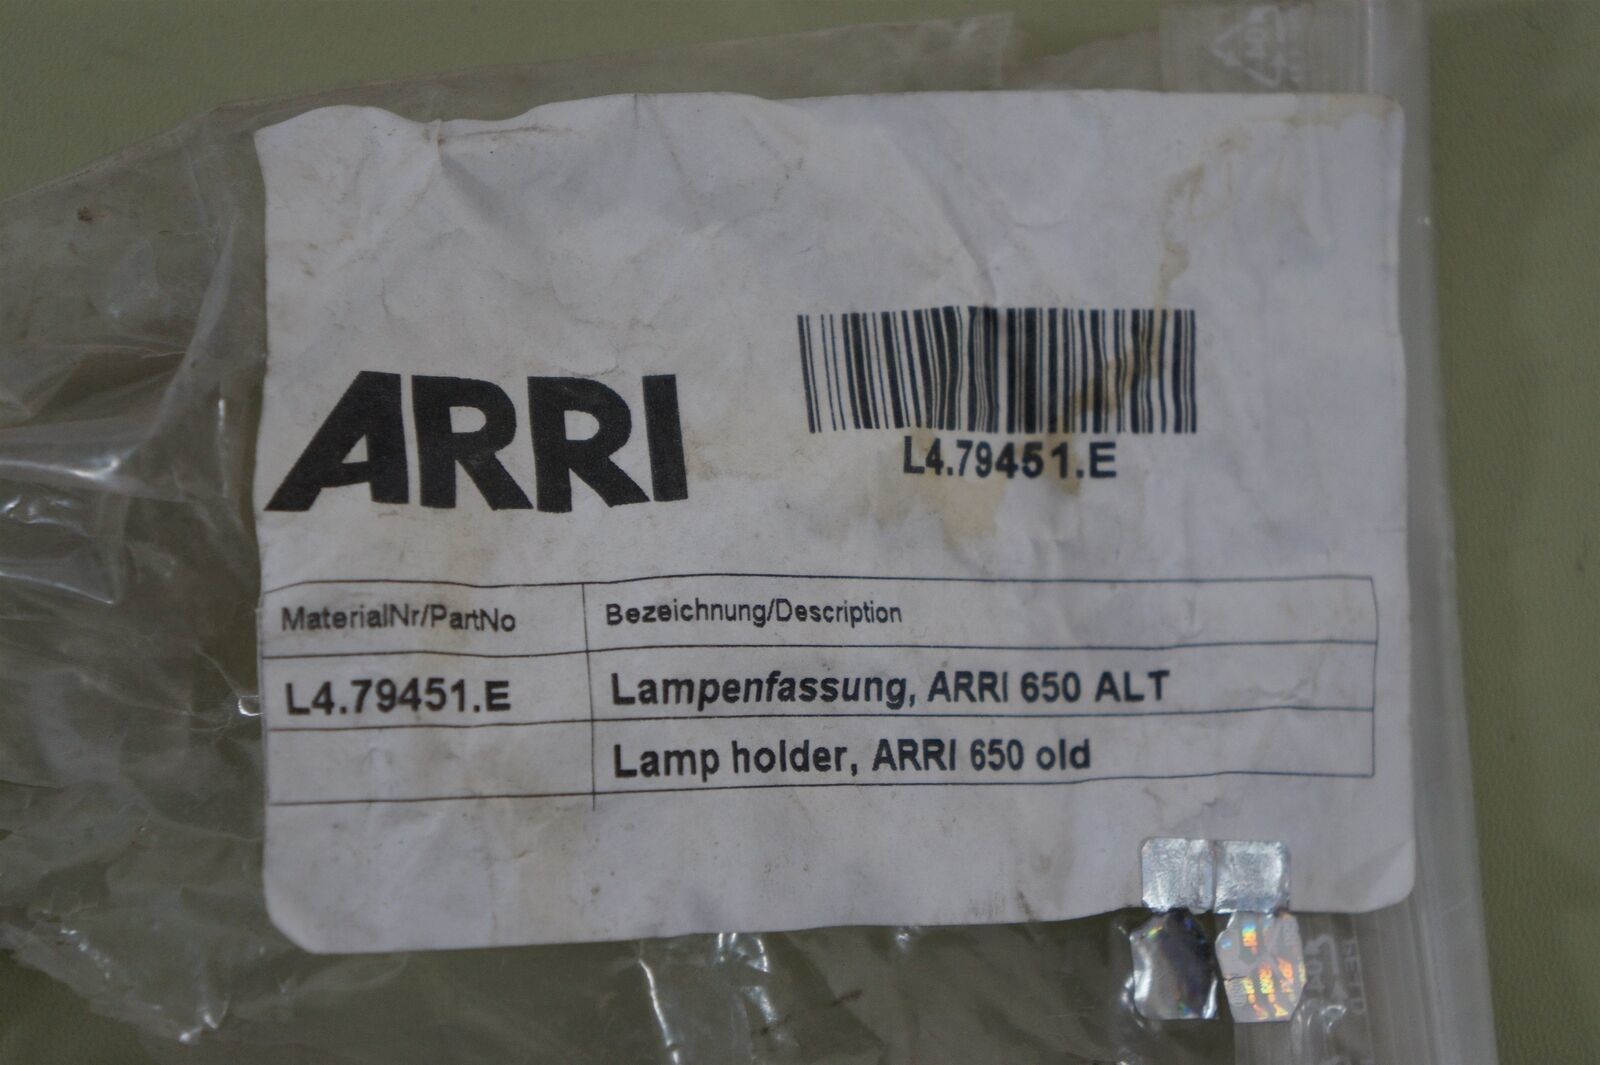 ARRI
L4.79451.E
MaterialNr/PartNo
Bezeichnung/Description
L4.79451.E
Lampenfassung, ARRI 650 ALT
Lamp holder, ARRI 650 old